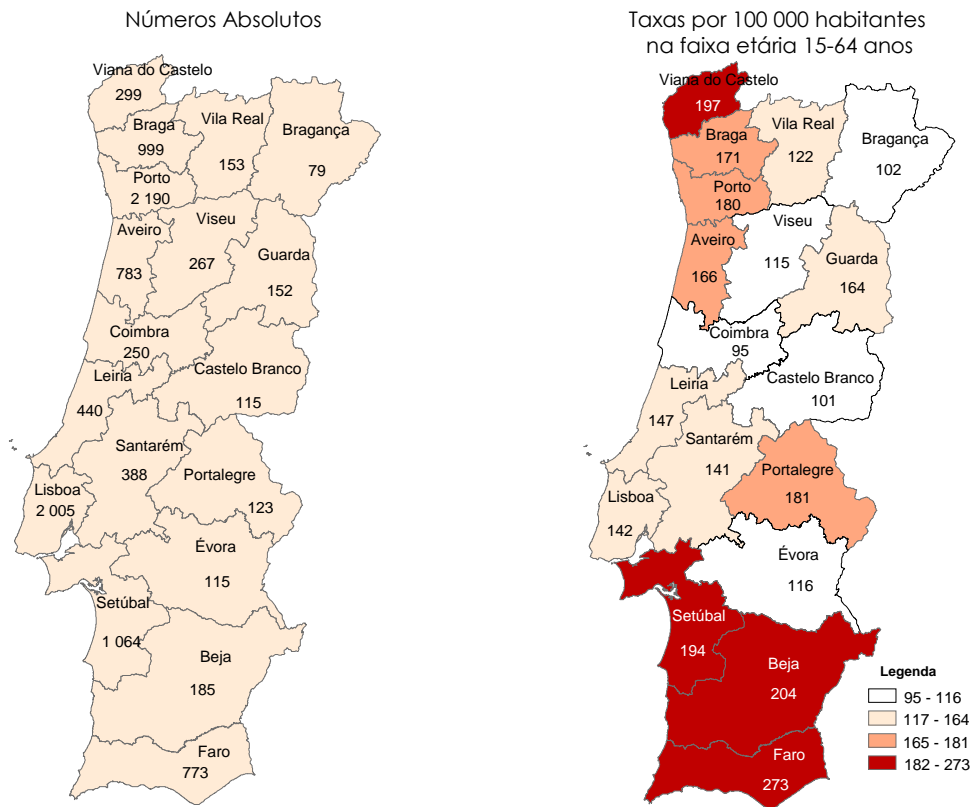 Números Absolutos
Viana do Castelo
299
Braga
999
Vila Real
153
Bragança
79
Porto
2 190
Aveiro
783
Viseu
267
Guarda
152
Coimbra
250
Leiria
440
Castelo Branco
115
Santarém
388
Portalegre
123
Lisboa
2 005
Évora
115
Setúbal
1 064
Beja
185
Faro
773
Taxas por 100 000 habitantes
na faixa etária 15-64 anos
Viana do Castelo
197
Braga
171
Vila Real
122
Bragança
102
Porto
180
Aveiro
166
Viseu
115
Guarda
164
Coimbra
95
Leiria
147
Castelo Branco
101
Santarém
141
Portalegre
181
Lisboa
142
Évora
116
Setúbal
194
Beja
204
Faro
273
Legenda
95 - 116
117 - 164
165 - 181
182 - 273